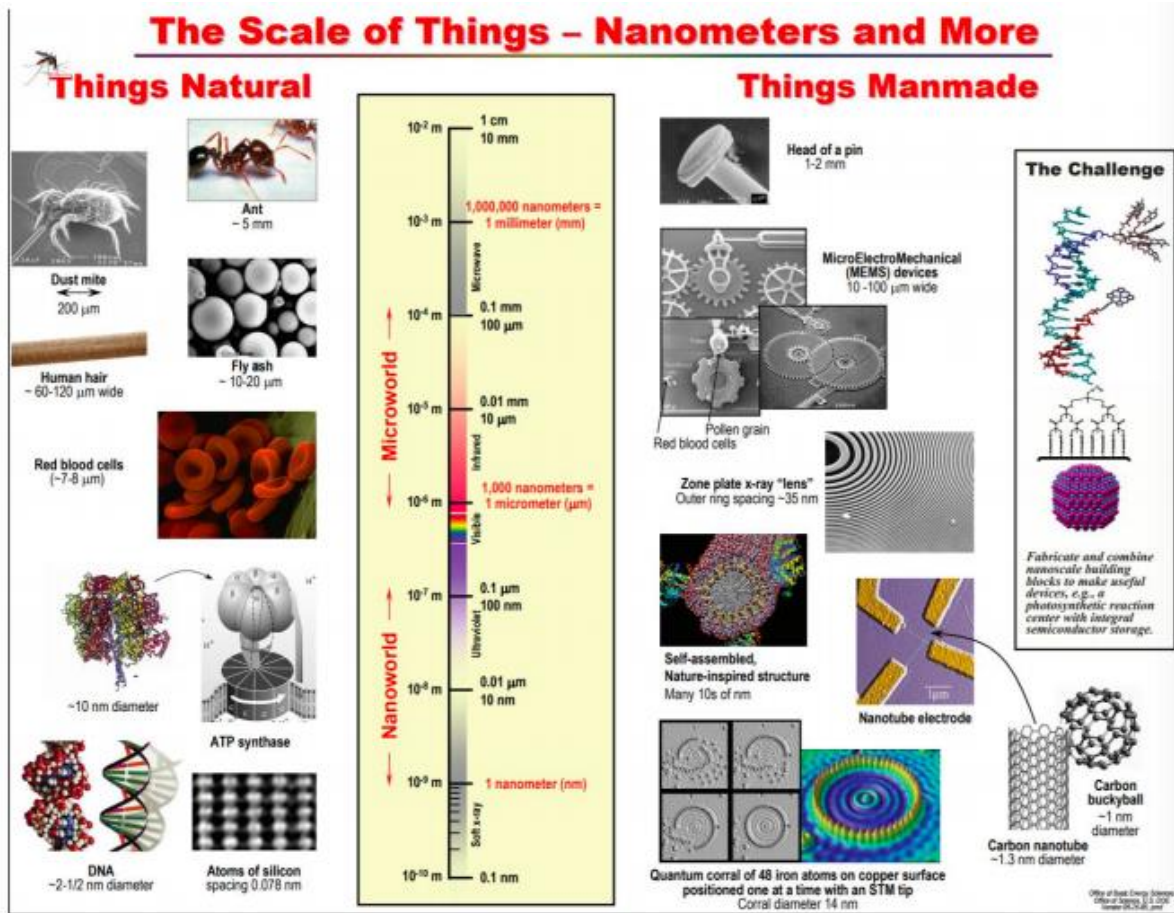 The Scale of Things – Nanometers and More
Things Natural
Things Manmade
Ant
~ 5 mm
Dust mite
200 μm
Human hair
~ 60-120 μm wide
Fly ash
~ 10-20 μm
Red blood cells
(~7-8 μm)
~10 nm diameter
ATP synthase
DNA
~2-1/2 nm diameter
Atoms of silicon
spacing 0.078 nm
10⁻² m
1 cm
10 mm
1,000,000 nanometers =
1 millimeter (mm)
10⁻³ m
Microwave
0.1 mm
10⁻⁴ m
100 μm
Microworld
0.01 mm
10⁻⁵ m
10 μm
Infrared
1,000 nanometers =
1 micrometer (μm)
10⁻⁶ m
Visible
0.1 μm
10⁻⁷ m
100 nm
Ultraviolet
Nanoworld
0.01 μm
10⁻⁸ m
10 nm
10⁻⁹ m
1 nanometer (nm)
Soft x-ray
10⁻¹⁰ m
0.1 nm
Head of a pin
1-2 mm
MicroElectroMechanical
(MEMS) devices
10 -100 μm wide
Pollen grain
Red blood cells
Zone plate x-ray "lens"
Outer ring spacing ~35 nm
Self-assembled,
Nature-inspired structure
Many 10s of nm
1μm
Nanotube electrode
Quantum corral of 48 iron atoms on copper surface
positioned one at a time with an STM tip
Corral diameter 14 nm
Carbon nanotube
~1.3 nm diameter
Carbon
buckyball
~1 nm
diameter
The Challenge
Fabricate and combine
nanoscale building
blocks to make useful
devices, e.g., a
photosynthetic reaction
center with integral
semiconductor storage.
Office of Basic Energy Sciences
Office of Science, U.S. DOE